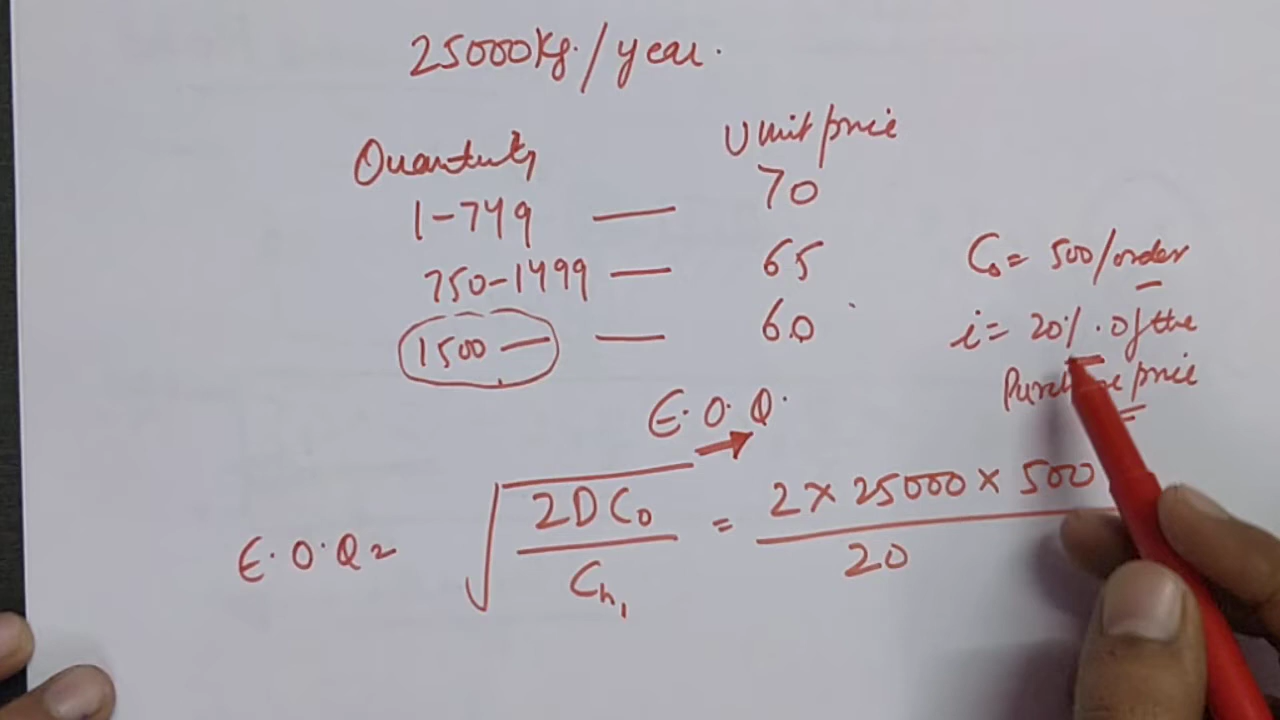 25000Kg./year.
Quantity Unit price
1-749 — 70
750-1499 — 65
1500 — — 60
C₀ = 500/order
i = 20% of the
Purchase price
E.O.Q.
E.O.Q = √(2DC₀/Cₕ₁) = 2 × 25000 × 500 / 20